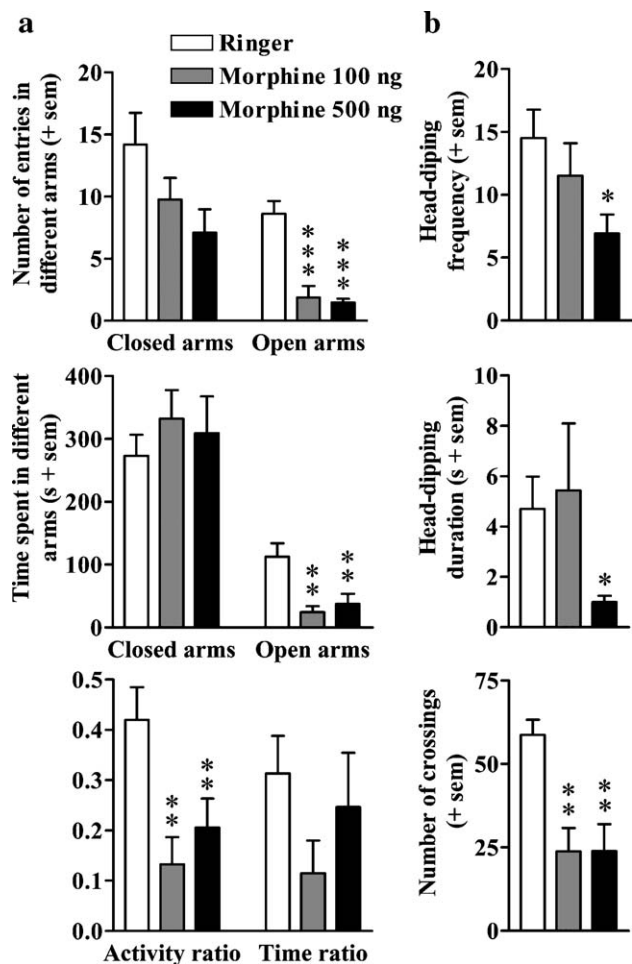 a
b
Ringer
Morphine 100 ng
Morphine 500 ng
Number of entries in
different arms (+ sem)
20
15
10
5
0
***
***
Closed arms
Open arms
Head-diping
frequency (+ sem)
20
15
10
5
0
*
Time spent in different
arms (s + sem)
400
300
200
100
0
**
**
Closed arms
Open arms
Head-dipping
duration (s + sem)
10
8
6
4
2
0
*
0.5
0.4
0.3
0.2
0.1
0.0
**
**
Activity ratio
Time ratio
Number of crossings
(+ sem)
75
50
25
0
**
**